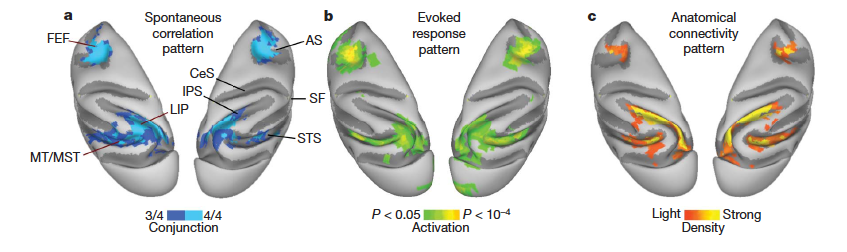 a
Spontaneous
correlation
pattern
FEF
AS
CeS
IPS
LIP
SF
STS
MT/MST
3/4 4/4
Conjunction
b
Evoked
response
pattern
P < 0.05 P < 10⁻⁴
Activation
c
Anatomical
connectivity
pattern
Light Strong
Density